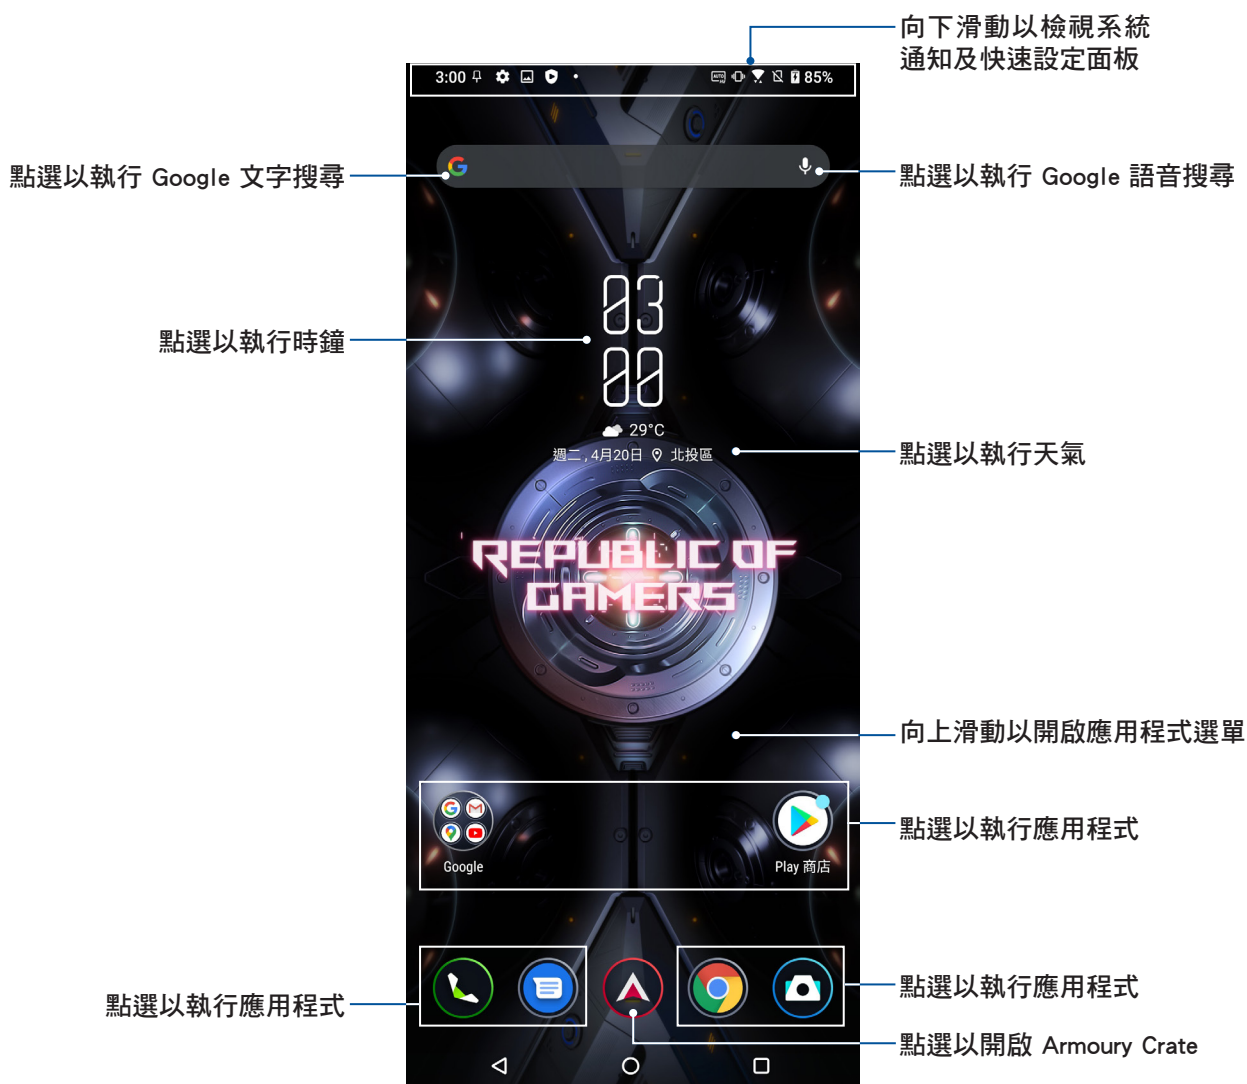 向下滑動以檢視系統
通知及快速設定面板
3:00
AUTO
85%
點選以執行 Google 文字搜尋
點選以執行 Google 語音搜尋
03
00
點選以執行時鐘
29°C
週二 , 4月20日 北投區
點選以執行天氣
REPUBLIC OF
GAMERS
向上滑動以開啟應用程式選單
Google
Play 商店
點選以執行應用程式
點選以執行應用程式
點選以執行應用程式
點選以開啟 Armoury Crate